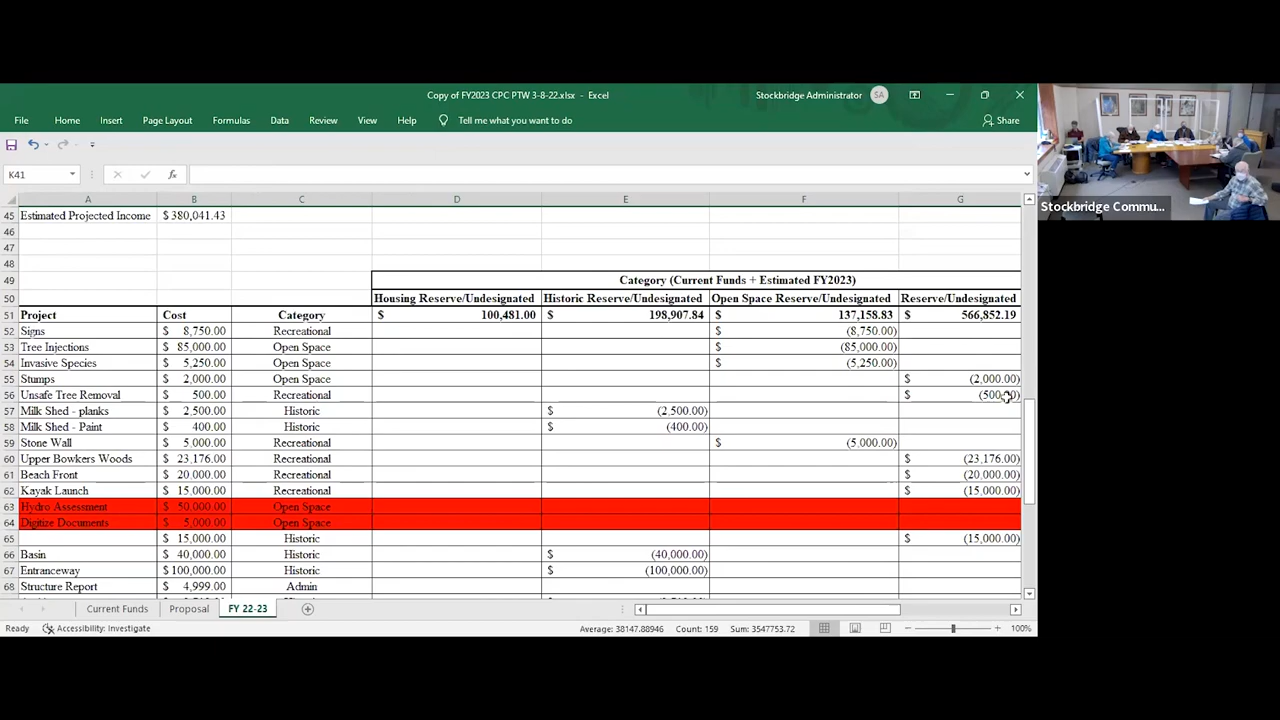 Copy of FY2023 CPC PTW 3-8-22.xlsx - Excel
Stockbridge Administrator SA
File Home Insert Page Layout Formulas Data Review View Help Tell me what you want to do Share
K41 fx
A B C D E F G
45 Estimated Projected Income $ 380,041.43
46
47
48
49 Category (Current Funds + Estimated FY2023)
50 Housing Reserve/Undesignated Historic Reserve/Undesignated Open Space Reserve/Undesignated Reserve/Undesignated
51 Project Cost Category $ 100,481.00 $ 198,907.84 $ 137,158.83 $ 566,852.19
52 Signs $ 8,750.00 Recreational $ (8,750.00)
53 Tree Injections $ 85,000.00 Open Space $ (85,000.00)
54 Invasive Species $ 5,250.00 Open Space $ (5,250.00)
55 Stumps $ 2,000.00 Open Space $ (2,000.00)
56 Unsafe Tree Removal $ 500.00 Recreational $ (500.00)
57 Milk Shed - planks $ 2,500.00 Historic $ (2,500.00)
58 Milk Shed - Paint $ 400.00 Historic $ (400.00)
59 Stone Wall $ 5,000.00 Recreational $ (5,000.00)
60 Upper Bowkers Woods $ 23,176.00 Recreational $ (23,176.00)
61 Beach Front $ 20,000.00 Recreational $ (20,000.00)
62 Kayak Launch $ 15,000.00 Recreational $ (15,000.00)
63 Hydro Assessment $ 50,000.00 Open Space
64 Digitize Documents $ 5,000.00 Open Space
65 $ 15,000.00 Historic $ (15,000.00)
66 Basin $ 40,000.00 Historic $ (40,000.00)
67 Entranceway $ 100,000.00 Historic $ (100,000.00)
68 Structure Report $ 4,999.00 Admin
Current Funds Proposal FY 22-23
Ready Accessibility: Investigate Average: 38147.88946 Count: 159 Sum: 3547753.72 100%
Stockbridge Commu...